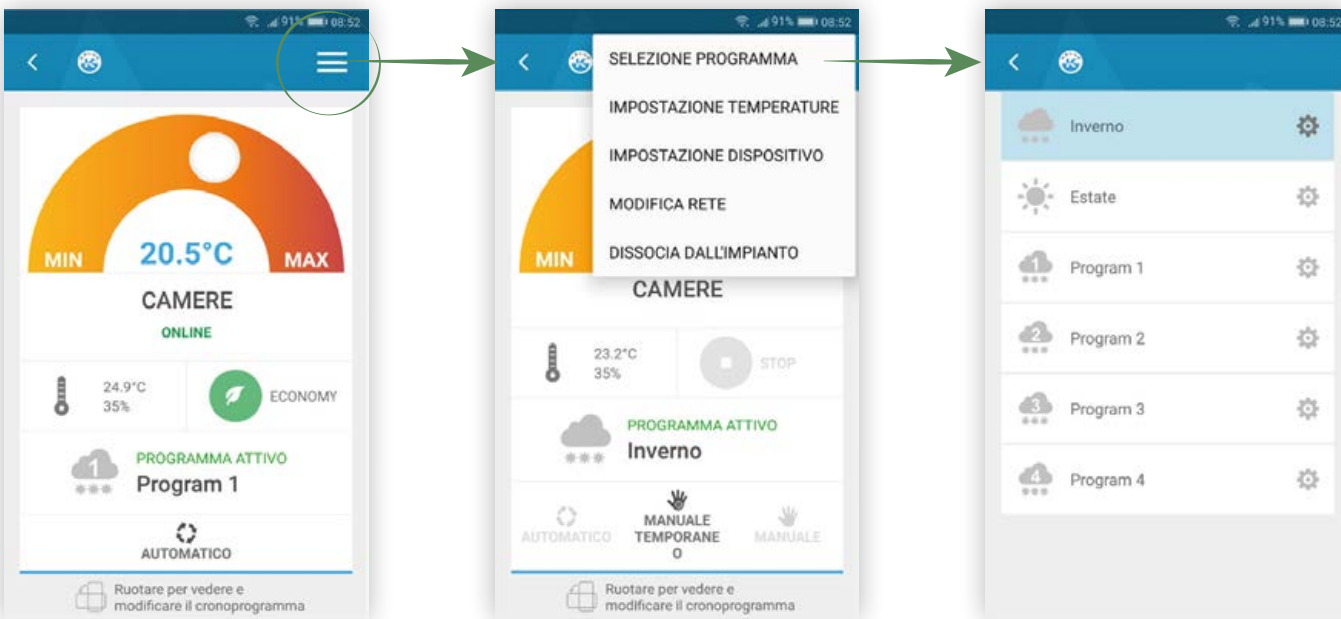 91% 08:52
MIN
20.5°C
MAX
CAMERE
ONLINE
24.9°C
35%
ECONOMY
1
PROGRAMMA ATTIVO
Program 1
AUTOMATICO
Ruotare per vedere e
modificare il cronoprogramma
91% 08:52
SELEZIONE PROGRAMMA
IMPOSTAZIONE TEMPERATURE
IMPOSTAZIONE DISPOSITIVO
MODIFICA RETE
DISSOCIA DALL'IMPIANTO
MIN
CAMERE
23.2°C
35%
STOP
PROGRAMMA ATTIVO
Inverno
AUTOMATICO
MANUALE
TEMPORANE
O
MANUALE
Ruotare per vedere e
modificare il cronoprogramma
91% 08:52
Inverno
Estate
1 Program 1
2 Program 2
3 Program 3
4 Program 4